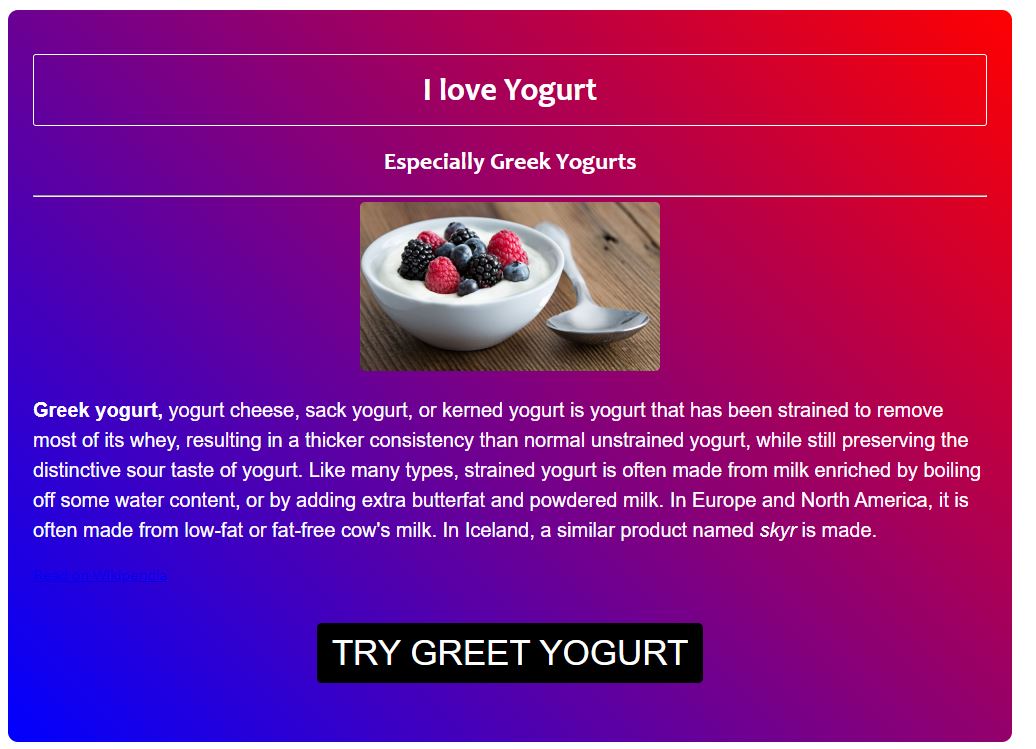 I love Yogurt
Especially Greek Yogurts
Greek yogurt, yogurt cheese, sack yogurt, or kerned yogurt is yogurt that has been strained to remove
most of its whey, resulting in a thicker consistency than normal unstrained yogurt, while still preserving the
distinctive sour taste of yogurt. Like many types, strained yogurt is often made from milk enriched by boiling
off some water content, or by adding extra butterfat and powdered milk. In Europe and North America, it is
often made from low-fat or fat-free cow's milk. In Iceland, a similar product named skyr is made.
Read on Wikipendia
TRY GREET YOGURT